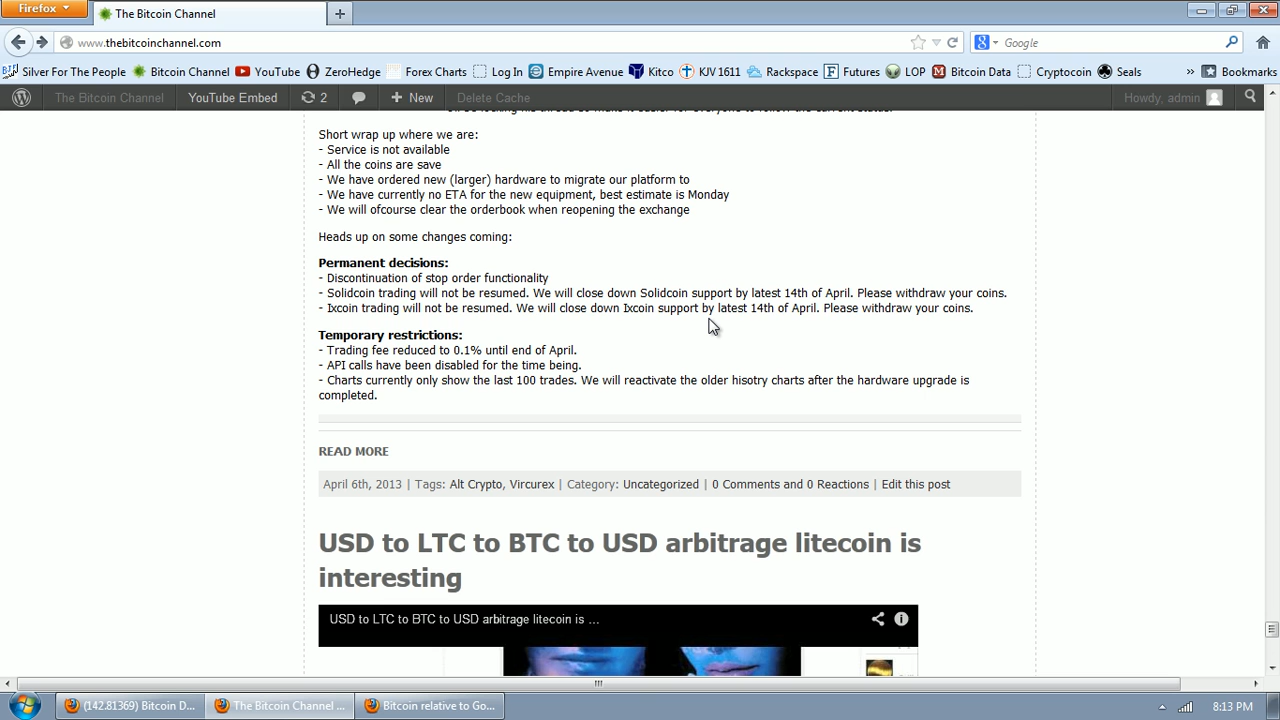 Firefox
The Bitcoin Channel
www.thebitcoinchannel.com
Google
Silver For The People
Bitcoin Channel
YouTube
ZeroHedge
Forex Charts
Log In
Empire Avenue
Kitco
KJV 1611
Rackspace
Futures
LOP
Bitcoin Data
Cryptocoin
Seals
»
Bookmarks
The Bitcoin Channel
YouTube Embed
2
New
Delete Cache
Howdy, admin
Short wrap up where we are:
- Service is not available
- All the coins are save
- We have ordered new (larger) hardware to migrate our platform to
- We have currently no ETA for the new equipment, best estimate is Monday
- We will ofcourse clear the orderbook when reopening the exchange
Heads up on some changes coming:
Permanent decisions:
- Discontinuation of stop order functionality
- Solidcoin trading will not be resumed. We will close down Solidcoin support by latest 14th of April. Please withdraw your coins.
- Ixcoin trading will not be resumed. We will close down Ixcoin support by latest 14th of April. Please withdraw your coins.
Temporary restrictions:
- Trading fee reduced to 0.1% until end of April.
- API calls have been disabled for the time being.
- Charts currently only show the last 100 trades. We will reactivate the older hisotry charts after the hardware upgrade is
completed.
READ MORE
April 6th, 2013 | Tags: Alt Crypto, Vircurex | Category: Uncategorized | 0 Comments and 0 Reactions | Edit this post
USD to LTC to BTC to USD arbitrage litecoin is
interesting
USD to LTC to BTC to USD arbitrage litecoin is ...
(142.81369) Bitcoin D...
The Bitcoin Channel ...
Bitcoin relative to Go...
8:13 PM